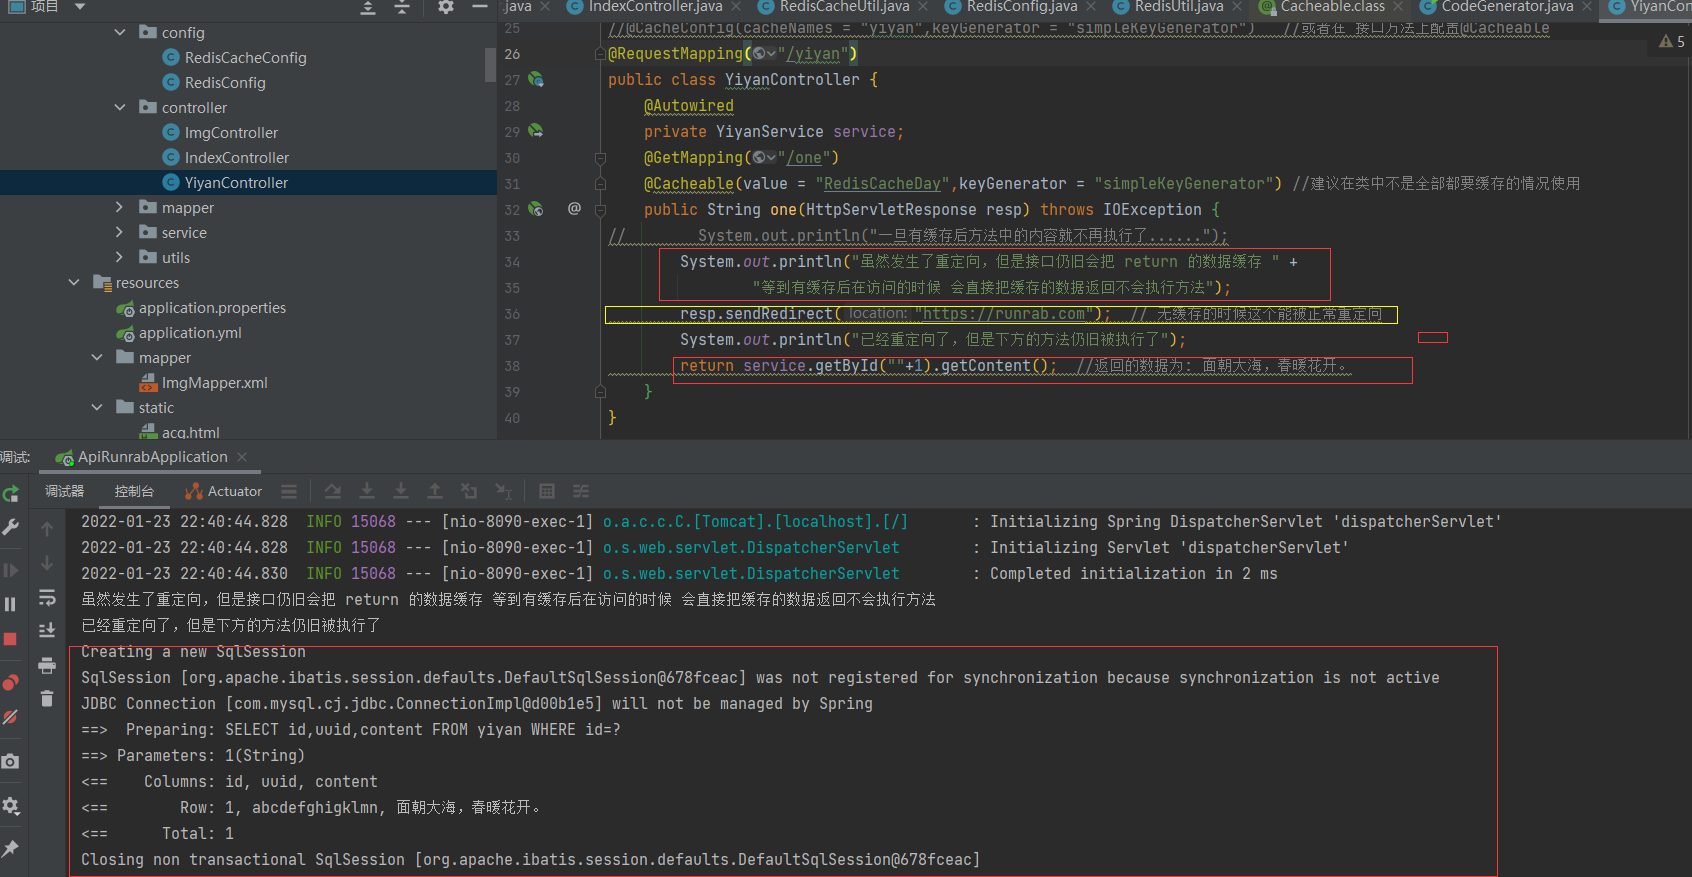 项目
config
RedisCacheConfig
RedisConfig
controller
ImgController
IndexController
YiyanController
mapper
service
utils
resources
application.properties
application.yml
mapper
ImgMapper.xml
static
acg.html
.java
IndexController.java
RedisCacheUtil.java
RedisConfig.java
RedisUtil.java
Cacheable.class
CodeGenerator.java
YiyanCon
5
25 //@CacheConfig(cacheNames = "yiyan",keyGenerator = "simpleKeyGenerator") //或者在 接口方法上配置@Cacheable
26 @RequestMapping("/yiyan")
27 public class YiyanController {
28 @Autowired
29 private YiyanService service;
30 @GetMapping("/one")
31 @Cacheable(value = "RedisCacheDay",keyGenerator = "simpleKeyGenerator") //建议在类中不是全部都要缓存的情况使用
32 @ public String one(HttpServletResponse resp) throws IOException {
33 // System.out.println("一旦有缓存后方法中的内容就不再执行了......");
34 System.out.println("虽然发生了重定向，但是接口仍旧会把 return 的数据缓存 " +
35 "等到有缓存后在访问的时候 会直接把缓存的数据返回不会执行方法");
36 resp.sendRedirect( location: "https://runrab.com"); // 无缓存的时候这个能被正常重定向
37 System.out.println("已经重定向了，但是下方的方法仍旧被执行了");
38 return service.getById(""+1).getContent(); //返回的数据为: 面朝大海，春暖花开。
39 }
40 }
调试:
ApiRunrabApplication
调试器
控制台
Actuator
2022-01-23 22:40:44.828 INFO 15068 --- [nio-8090-exec-1] o.a.c.c.C.[Tomcat].[localhost].[/] : Initializing Spring DispatcherServlet 'dispatcherServlet'
2022-01-23 22:40:44.828 INFO 15068 --- [nio-8090-exec-1] o.s.web.servlet.DispatcherServlet : Initializing Servlet 'dispatcherServlet'
2022-01-23 22:40:44.830 INFO 15068 --- [nio-8090-exec-1] o.s.web.servlet.DispatcherServlet : Completed initialization in 2 ms
虽然发生了重定向，但是接口仍旧会把 return 的数据缓存 等到有缓存后在访问的时候 会直接把缓存的数据返回不会执行方法
已经重定向了，但是下方的方法仍旧被执行了
Creating a new SqlSession
SqlSession [org.apache.ibatis.session.defaults.DefaultSqlSession@678fceac] was not registered for synchronization because synchronization is not active
JDBC Connection [com.mysql.cj.jdbc.ConnectionImpl@d00b1e5] will not be managed by Spring
==> Preparing: SELECT id,uuid,content FROM yiyan WHERE id=?
==> Parameters: 1(String)
<== Columns: id, uuid, content
<== Row: 1, abcdefghigklmn, 面朝大海，春暖花开。
<== Total: 1
Closing non transactional SqlSession [org.apache.ibatis.session.defaults.DefaultSqlSession@678fceac]